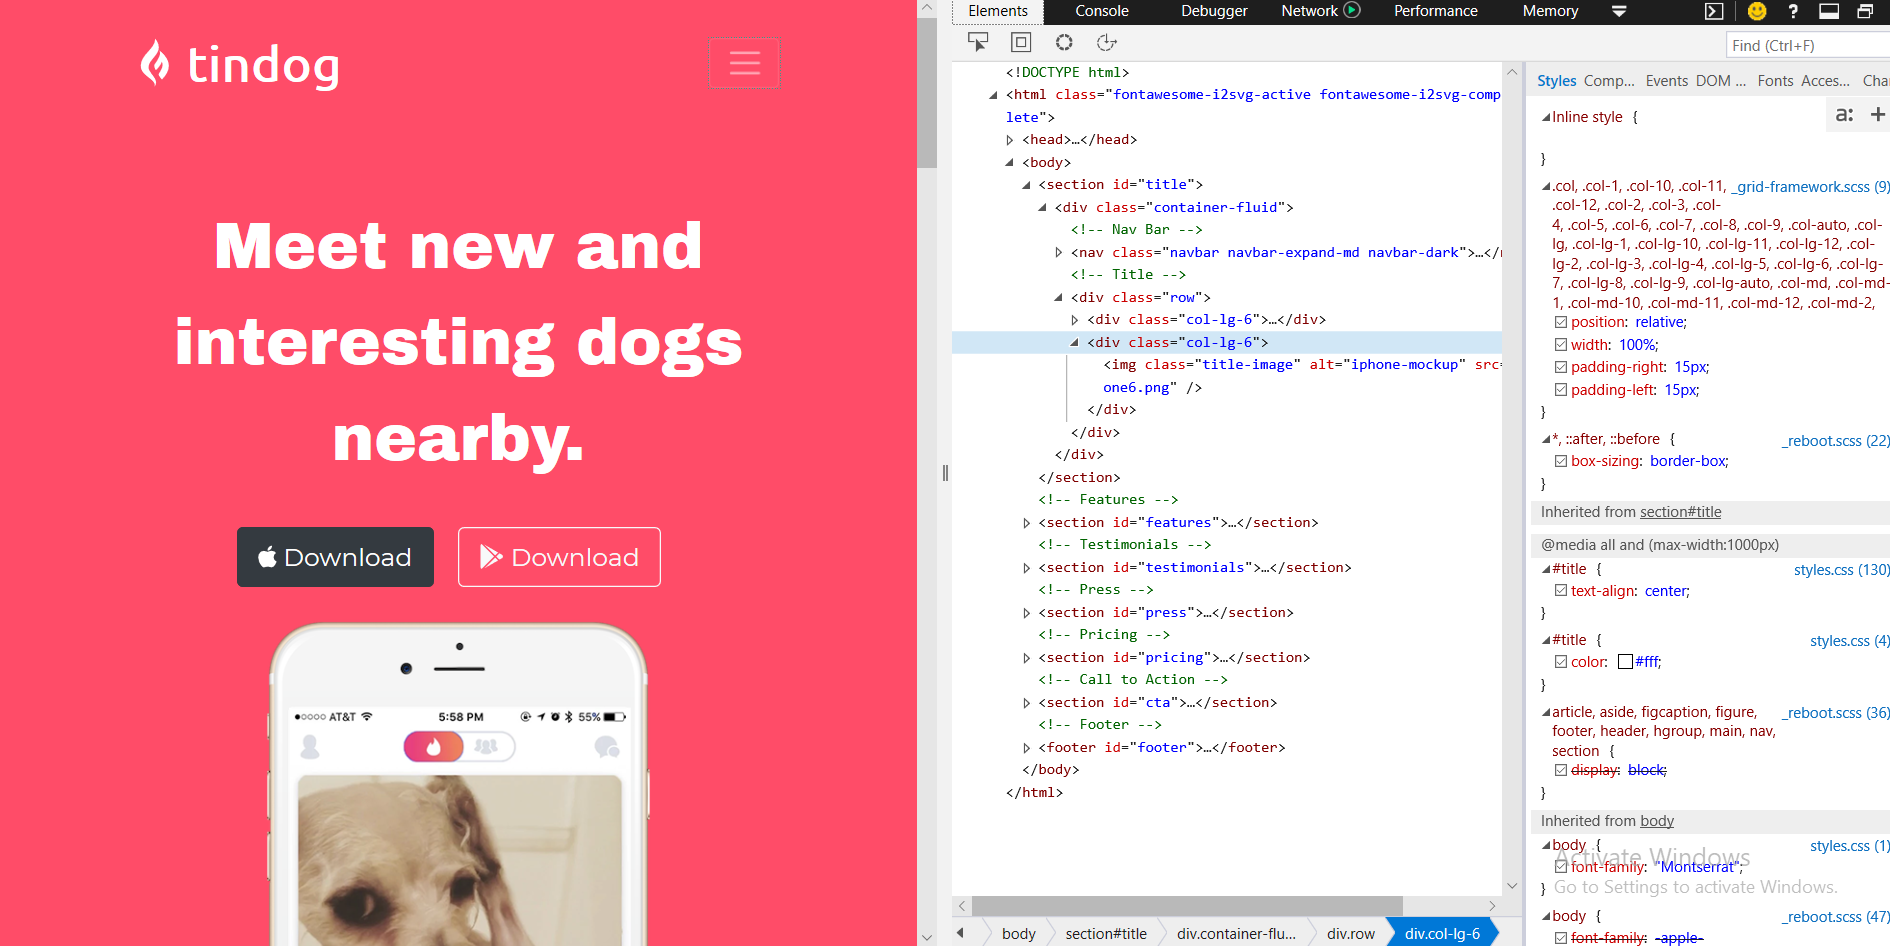 tindog
Meet new and
interesting dogs
nearby.
Download
Download
AT&T
5:58 PM
55%
Elements
Console
Debugger
Network
Performance
Memory
?
Find (Ctrl+F)
<!DOCTYPE html>
<html class="fontawesome-i2svg-active fontawesome-i2svg-comp
lete">
<head>…</head>
<body>
<section id="title">
<div class="container-fluid">
<!-- Nav Bar -->
<nav class="navbar navbar-expand-md navbar-dark">…</n
<!-- Title -->
<div class="row">
<div class="col-lg-6">…</div>
<div class="col-lg-6">
<img class="title-image" alt="iphone-mockup" src=
one6.png" />
</div>
</div>
</div>
</section>
<!-- Features -->
<section id="features">…</section>
<!-- Testimonials -->
<section id="testimonials">…</section>
<!-- Press -->
<section id="press">…</section>
<!-- Pricing -->
<section id="pricing">…</section>
<!-- Call to Action -->
<section id="cta">…</section>
<!-- Footer -->
<footer id="footer">…</footer>
</body>
</html>
body
section#title
div.container-flu...
div.row
div.col-lg-6
Styles Comp... Events DOM ... Fonts Acces... Cha
Inline style {
a: +
}
.col, .col-1, .col-10, .col-11, _grid-framework.scss (9)
.col-12, .col-2, .col-3, .col-
4, .col-5, .col-6, .col-7, .col-8, .col-9, .col-auto, .col-
lg, .col-lg-1, .col-lg-10, .col-lg-11, .col-lg-12, .col-
lg-2, .col-lg-3, .col-lg-4, .col-lg-5, .col-lg-6, .col-lg-
7, .col-lg-8, .col-lg-9, .col-lg-auto, .col-md, .col-md-
1, .col-md-10, .col-md-11, .col-md-12, .col-md-2,
position: relative;
width: 100%;
padding-right: 15px;
padding-left: 15px;
}
*, ::after, ::before { _reboot.scss (22)
box-sizing: border-box;
}
Inherited from section#title
@media all and (max-width:1000px)
#title { styles.css (130)
text-align: center;
}
#title { styles.css (4)
color: #fff;
}
article, aside, figcaption, figure, _reboot.scss (36)
footer, header, hgroup, main, nav,
section {
display: block;
}
Inherited from body
body { styles.css (1)
Activate Windows
font-family: "Montserrat";
} Go to Settings to activate Windows.
body { _reboot.scss (47)
font-family: -apple-